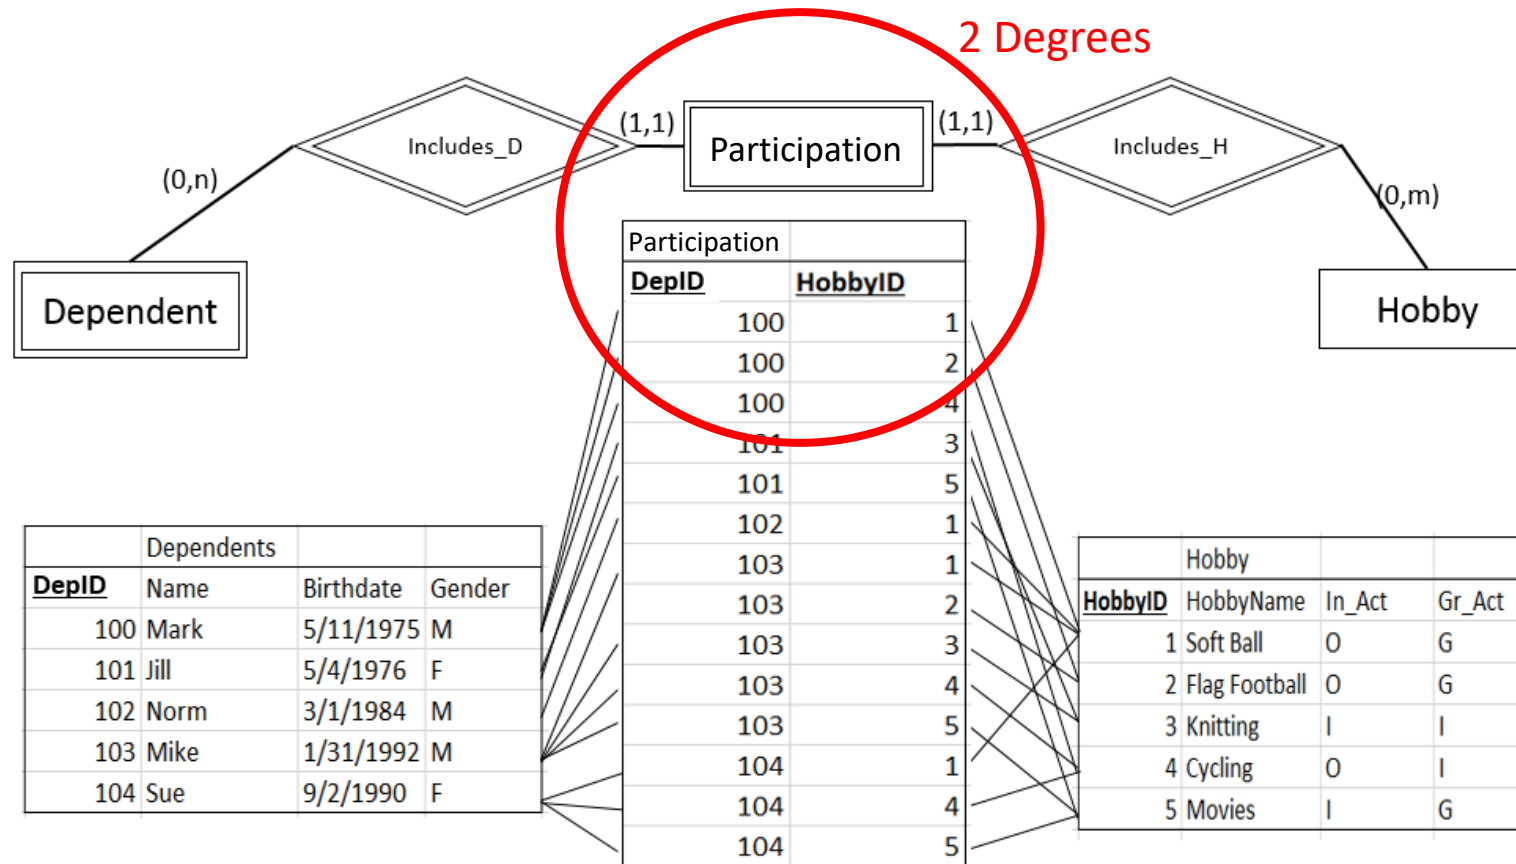 2 Degrees
(1,1) (1,1)
Includes_D Participation Includes_H
(0,n) (0,m)
Dependent Hobby
Participation
DepID HobbyID
100 1
100 2
100 4
101 3
101 5
102 1
103 1
103 2
103 3
103 4
103 5
104 1
104 4
104 5
Dependents
DepID Name Birthdate Gender
100 Mark 5/11/1975 M
101 Jill 5/4/1976 F
102 Norm 3/1/1984 M
103 Mike 1/31/1992 M
104 Sue 9/2/1990 F
Hobby
HobbyID HobbyName In_Act Gr_Act
1 Soft Ball O G
2 Flag Football O G
3 Knitting I I
4 Cycling O I
5 Movies I G